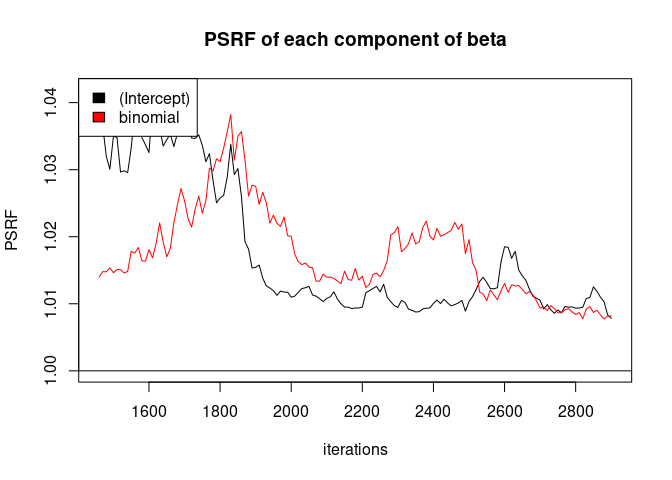 PSRF of each component of beta
(Intercept)
binomial
PSRF
1.04
1.03
1.02
1.01
1.00
1600 1800 2000 2200 2400 2600 2800
iterations